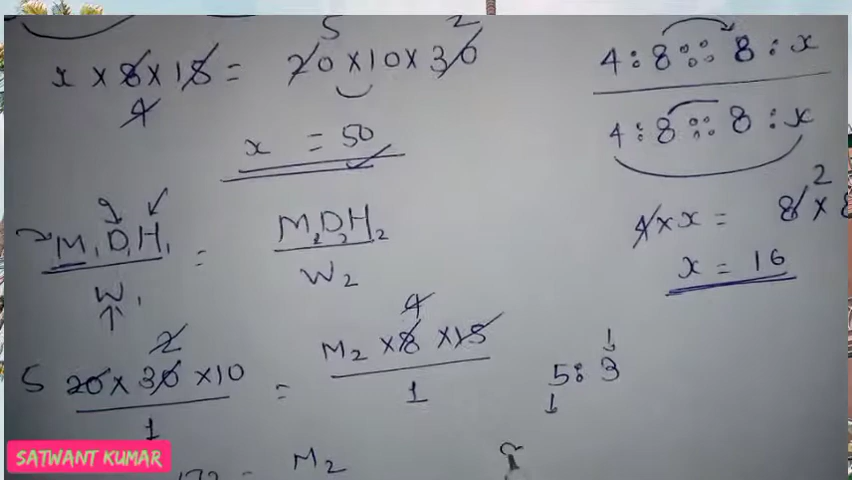 5 2
x × 8 × 15 = 20 × 10 × 30
4
x = 50
M₁D₁H₁ / W₁ = M₂D₂H₂ / W₂
2 4
5 20 × 30 × 10 / 1 = M₂ × 8 × 15 / 1
M₂
4 : 8 :: 8 : x
4 : 8 :: 8 : x
2
4 × x = 8 × 8
x = 16
5 : 3
SATWANT KUMAR